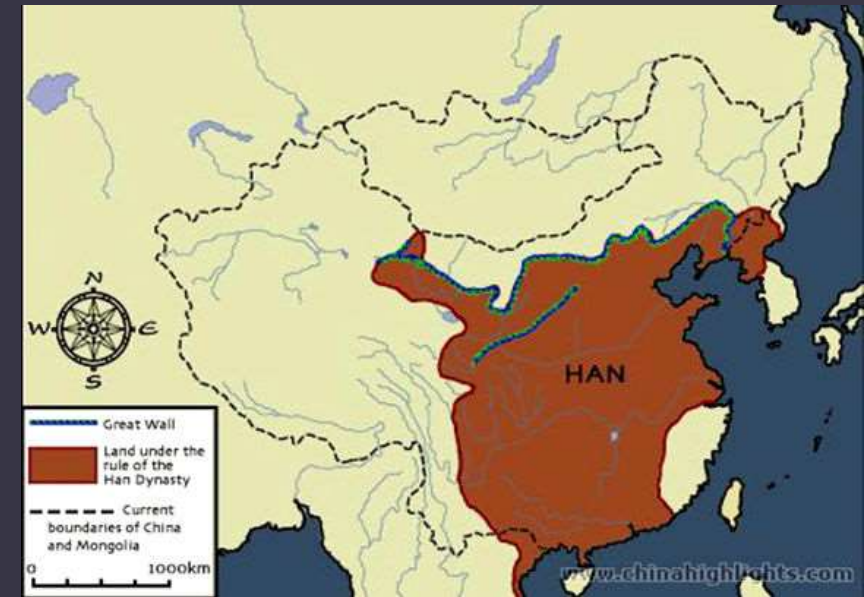 HAN
N
W E
S
Great Wall
Land under the
rule of the
Han Dynasty
Current
boundaries of China
and Mongolia
0 1000km
www.chinahighlights.com